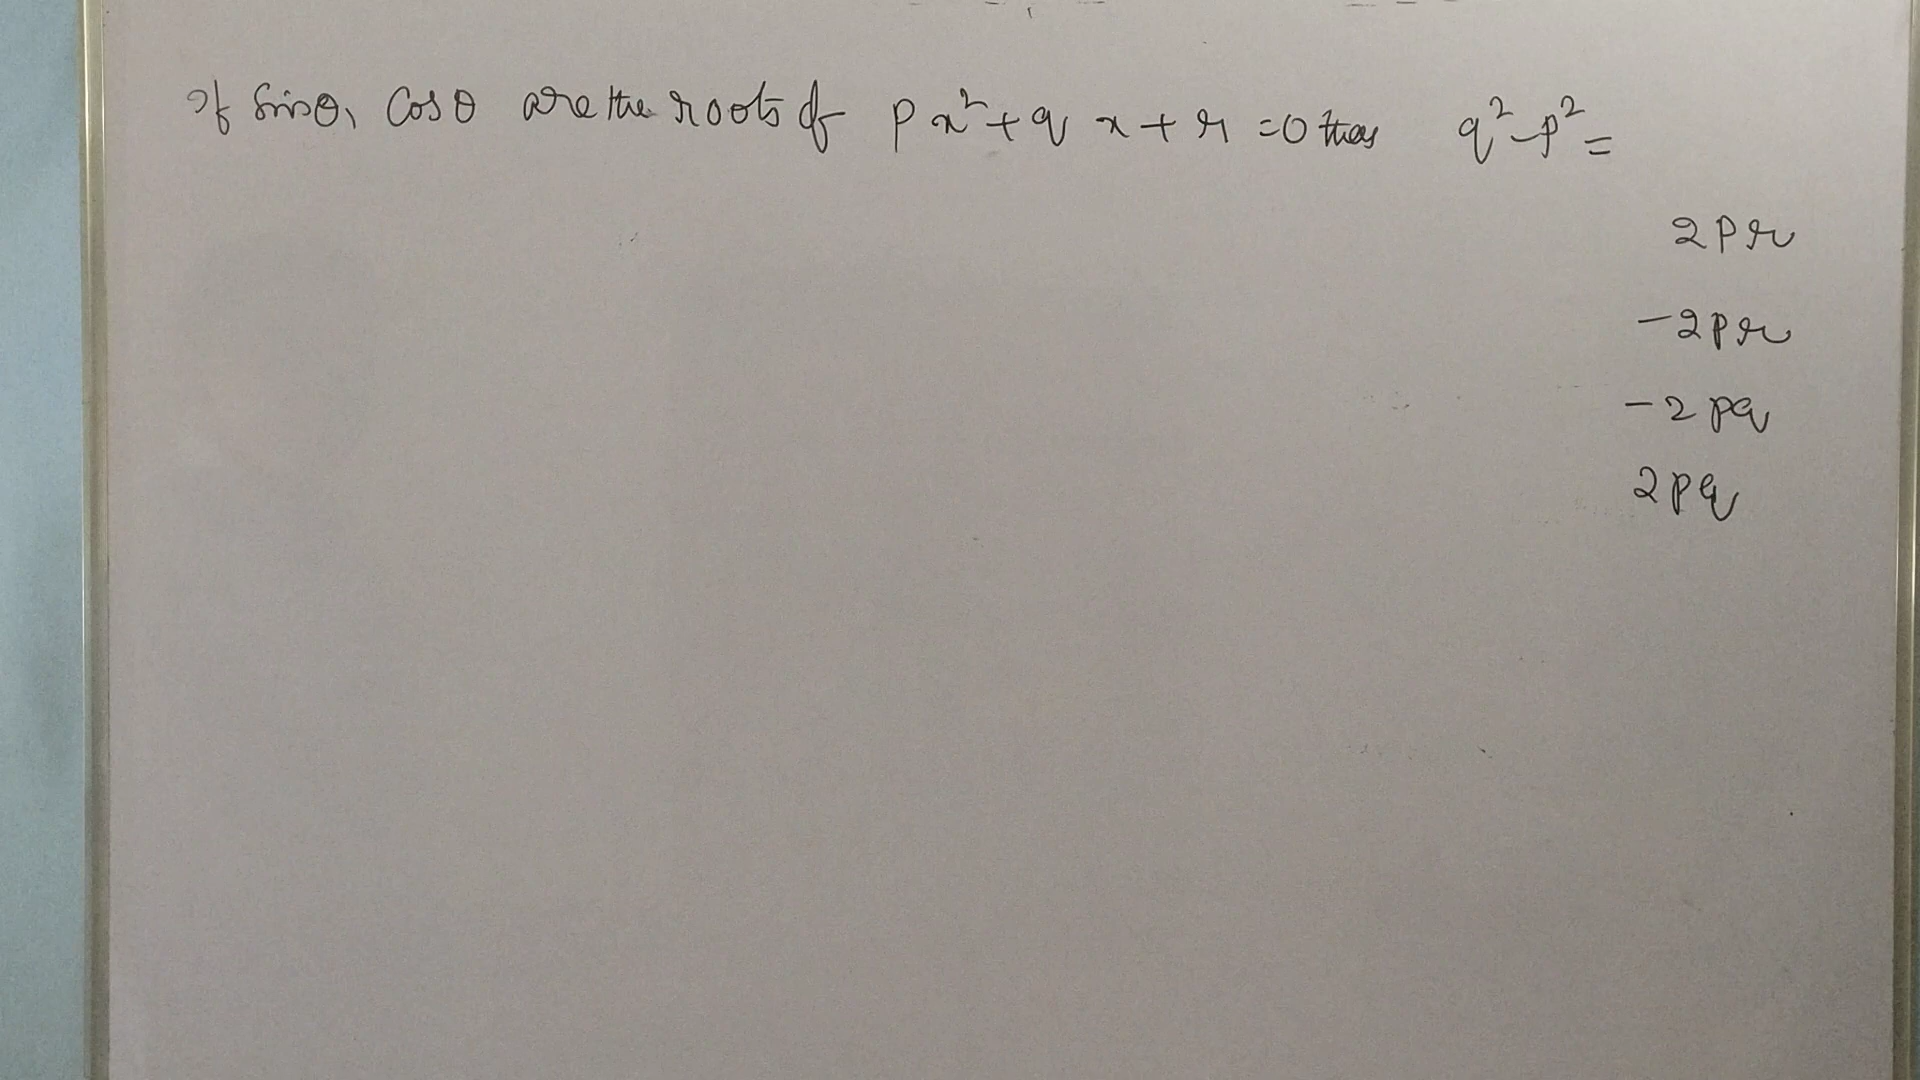 If Sinθ, Cosθ are the roots of px²+qx+r=0 then q²-p²=
2pr
-2pr
-2pq
2pq